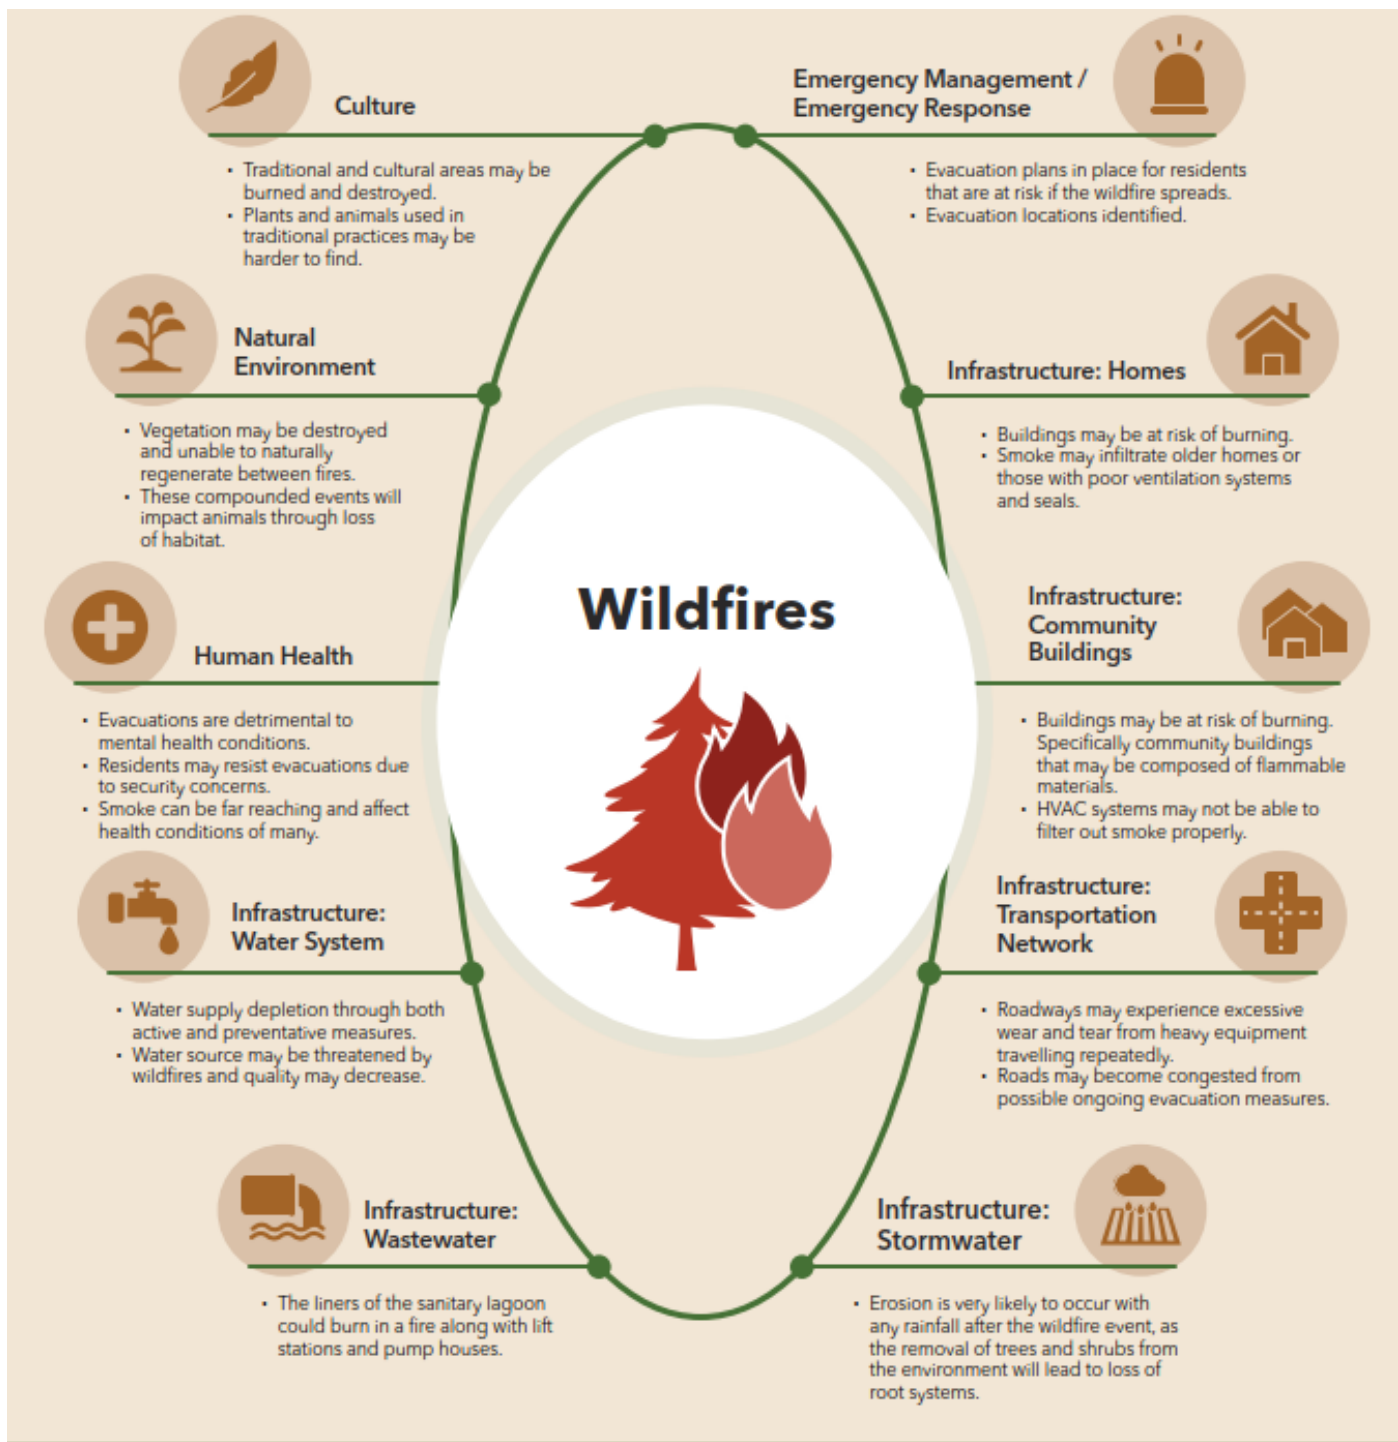 Culture
• Traditional and cultural areas may be
burned and destroyed.
• Plants and animals used in
traditional practices may be
harder to find.
Emergency Management /
Emergency Response
• Evacuation plans in place for residents
that are at risk if the wildfire spreads.
• Evacuation locations identified.
Natural
Environment
• Vegetation may be destroyed
and unable to naturally
regenerate between fires.
• These compounded events will
impact animals through loss
of habitat.
Infrastructure: Homes
• Buildings may be at risk of burning.
• Smoke may infiltrate older homes or
those with poor ventilation systems
and seals.
Wildfires
Human Health
• Evacuations are detrimental to
mental health conditions.
• Residents may resist evacuations due
to security concerns.
• Smoke can be far reaching and affect
health conditions of many.
Infrastructure:
Community
Buildings
• Buildings may be at risk of burning.
Specifically community buildings
that may be composed of flammable
materials.
• HVAC systems may not be able to
filter out smoke properly.
Infrastructure:
Water System
• Water supply depletion through both
active and preventative measures.
• Water source may be threatened by
wildfires and quality may decrease.
Infrastructure:
Transportation
Network
• Roadways may experience excessive
wear and tear from heavy equipment
travelling repeatedly.
• Roads may become congested from
possible ongoing evacuation measures.
Infrastructure:
Wastewater
• The liners of the sanitary lagoon
could burn in a fire along with lift
stations and pump houses.
Infrastructure:
Stormwater
• Erosion is very likely to occur with
any rainfall after the wildfire event, as
the removal of trees and shrubs from
the environment will lead to loss of
root systems.